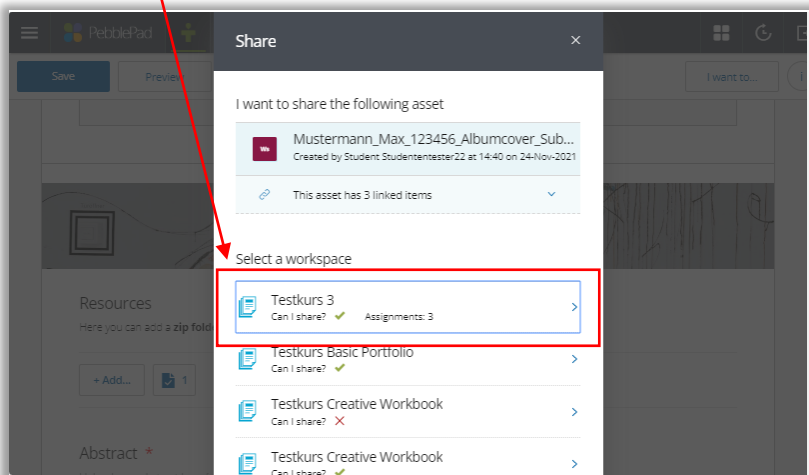 PebblePad
Share
Save
Preview
I want to...
I want to share the following asset
Ws
Mustermann_Max_123456_Albumcover_Sub...
Created by Student Studententester22 at 14:40 on 24-Nov-2021
This asset has 3 linked items
Select a workspace
Testkurs 3
Can I share? Assignments: 3
Resources
Here you can add a zip fold
Testkurs Basic Portfolio
Can I share?
+ Add...
1
Testkurs Creative Workbook
Can I share?
Abstract *
Testkurs Creative Workbook
Can I share?